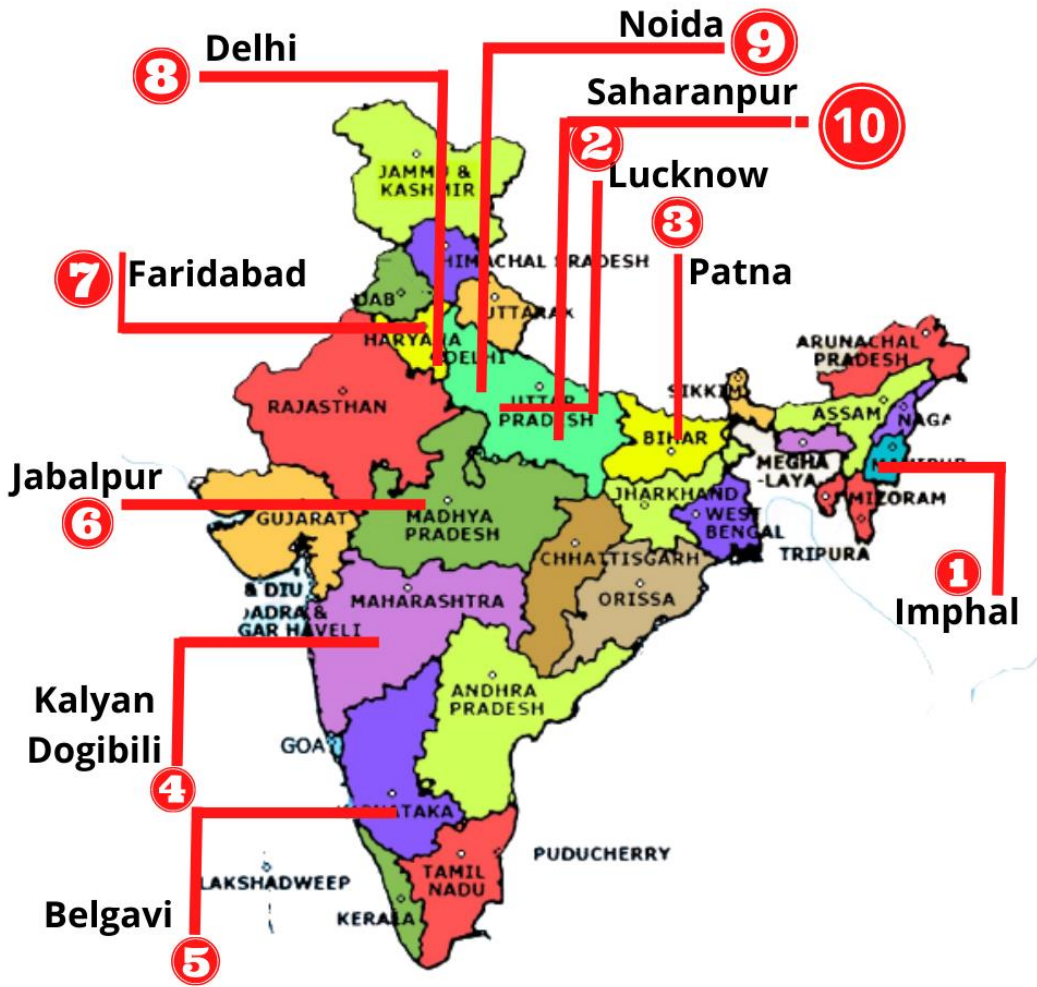 Noida
9
Delhi
8
Saharanpur
10
2
Lucknow
3
Patna
JAMMU &
KASHMIR
HIMACHAL PRADESH
7
Faridabad
JAB
UTTARAK
HARYANA
DELHI
ARUNACHAL
PRADESH
SIKKIM
RAJASTHAN
UTTAR
PRADESH
ASSAM
NAGA
BIHAR
MEGHA
-LAYA
Jabalpur
6
JHARKHAND
MIZORAM
GUJARAT
MADHYA
PRADESH
WEST
BENGAL
TRIPURA
CHHATTISGARH
1
Imphal
& DIU
ADRA &
GAR HAVELI
MAHARASHTRA
ORISSA
Kalyan
Dogibili
4
ANDHRA
PRADESH
GOA
KARNATAKA
PUDUCHERRY
TAMIL
NADU
LAKSHADWEEP
KERALA
Belgavi
5